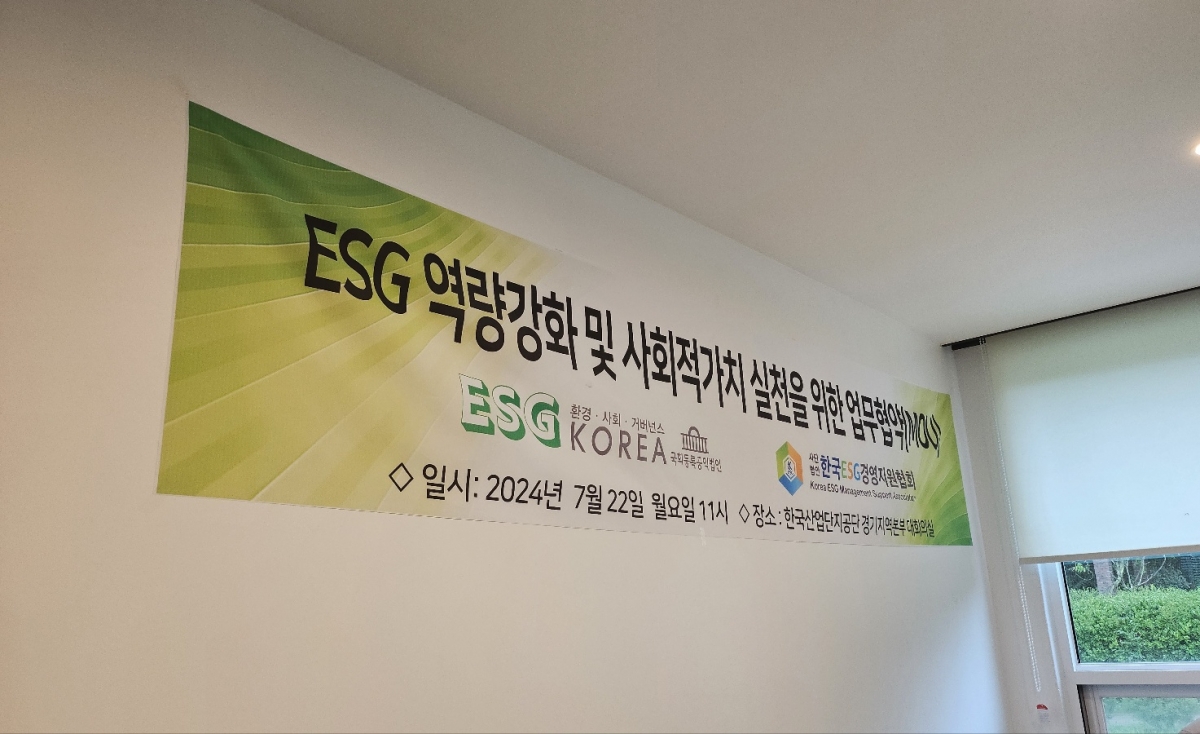 ESG 역량강화 및 사회적가치 실천을 위한 업무협약(MOU)
ESG 환경 · 사회 · 거버넌스
KOREA 국회등록공익법인
사단법인 한국ESG경영지원협회
Korea ESG Management Support Associate
◇ 일시: 2024년 7월 22일 월요일 11시 ◇ 장소 : 한국산업단지공단 경기지역본부 대회의실